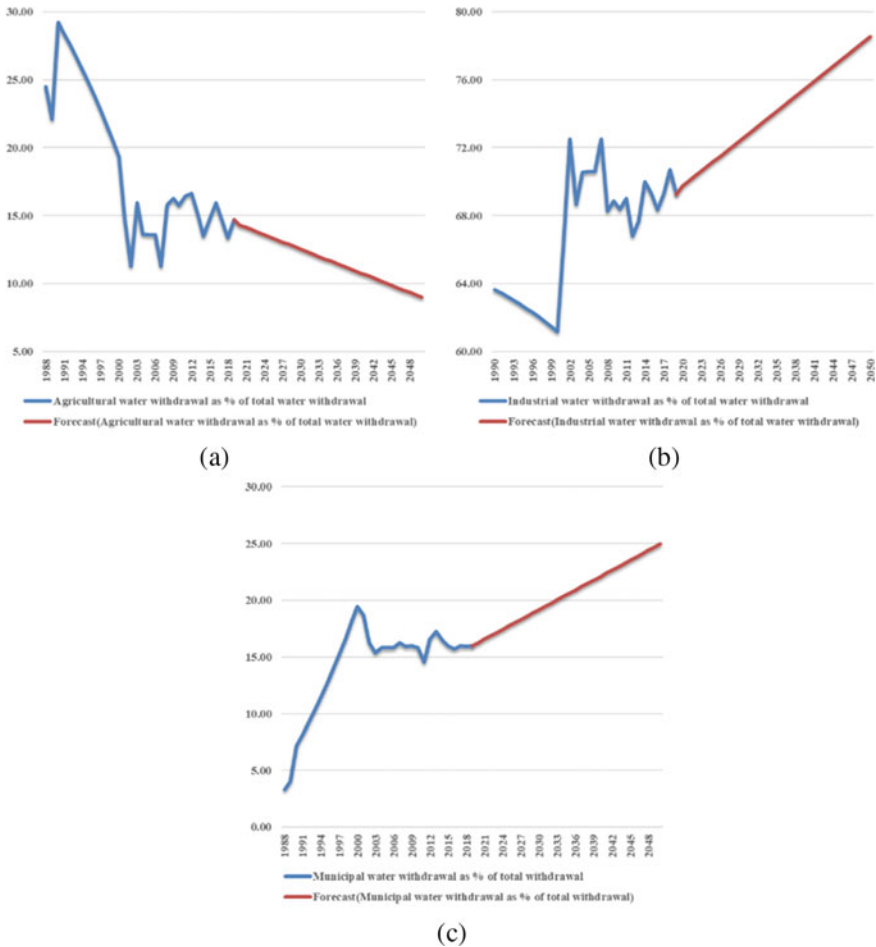 30.00
25.00
20.00
15.00
10.00
5.00
1988 1991 1994 1997 2000 2003 2006 2009 2012 2015 2018 2021 2024 2027 2030 2033 2036 2039 2042 2045 2048
Agricultural water withdrawal as % of total water withdrawal
Forecast(Agricultural water withdrawal as % of total water withdrawal)
(a)
80.00
76.00
72.00
68.00
64.00
60.00
1990 1993 1996 1999 2002 2005 2008 2011 2014 2017 2020 2023 2026 2029 2032 2035 2038 2041 2044 2047 2050
Industrial water withdrawal as % of total water withdrawal
Forecast(Industrial water withdrawal as % of total water withdrawal)
(b)
30.00
25.00
20.00
15.00
10.00
5.00
0.00
1988 1991 1994 1997 2000 2003 2006 2009 2012 2015 2018 2021 2024 2027 2030 2033 2036 2039 2042 2045 2048
Municipal water withdrawal as % of total withdrawal
Forecast(Municipal water withdrawal as % of total withdrawal)
(c)